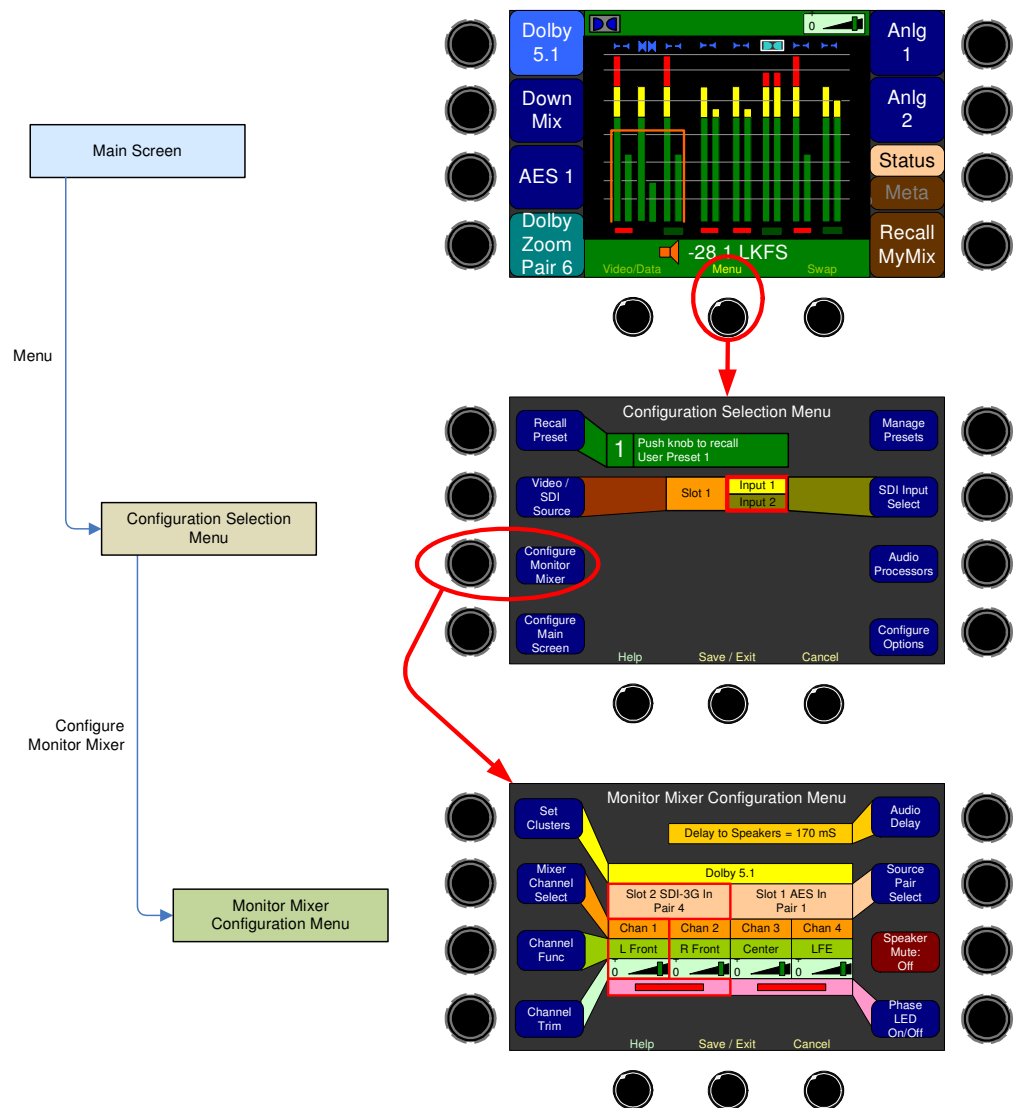 Main Screen
Menu
Configuration Selection
Menu
Configure
Monitor Mixer
Monitor Mixer
Configuration Menu
Dolby
5.1
Down
Mix
AES 1
Dolby
Zoom
Pair 6
0
Anlg
1
Anlg
2
Status
Meta
Recall
MyMix
-28.1 LKFS
Video/Data
Menu
Swap
Configuration Selection Menu
Recall
Preset
1
Push knob to recall
User Preset 1
Manage
Presets
Video /
SDI
Source
Slot 1
Input 1
Input 2
SDI Input
Select
Configure
Monitor
Mixer
Audio
Processors
Configure
Main
Screen
Configure
Options
Help
Save / Exit
Cancel
Monitor Mixer Configuration Menu
Set
Clusters
Delay to Speakers = 170 mS
Audio
Delay
Dolby 5.1
Mixer
Channel
Select
Slot 2 SDI-3G In
Pair 4
Slot 1 AES In
Pair 1
Source
Pair
Select
Chan 1
Chan 2
Chan 3
Chan 4
Channel
Func
L Front
R Front
Center
LFE
Speaker
Mute:
Off
+
0
+
0
+
0
+
0
Channel
Trim
Phase
LED
On/Off
Help
Save / Exit
Cancel